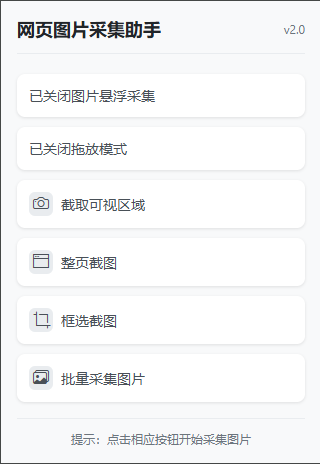 网页图片采集助手
v2.0
已关闭图片悬浮采集
已关闭拖放模式
截取可视区域
整页截图
框选截图
批量采集图片
提示：点击相应按钮开始采集图片